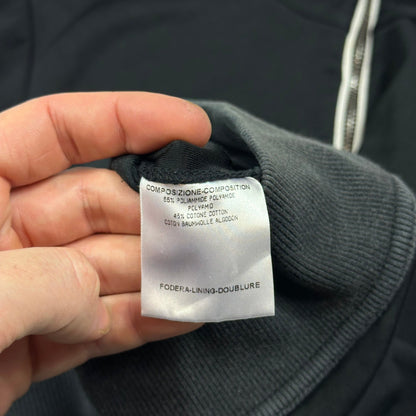 COMPOSIZIONE-COMPOSITION
55% POLIAMMIDE POLYAMIDE
POLYAMID
45% COTONE COTTON
COTON BAUMWOLLE ALGODON
FODERA-LINING-DOUBLURE